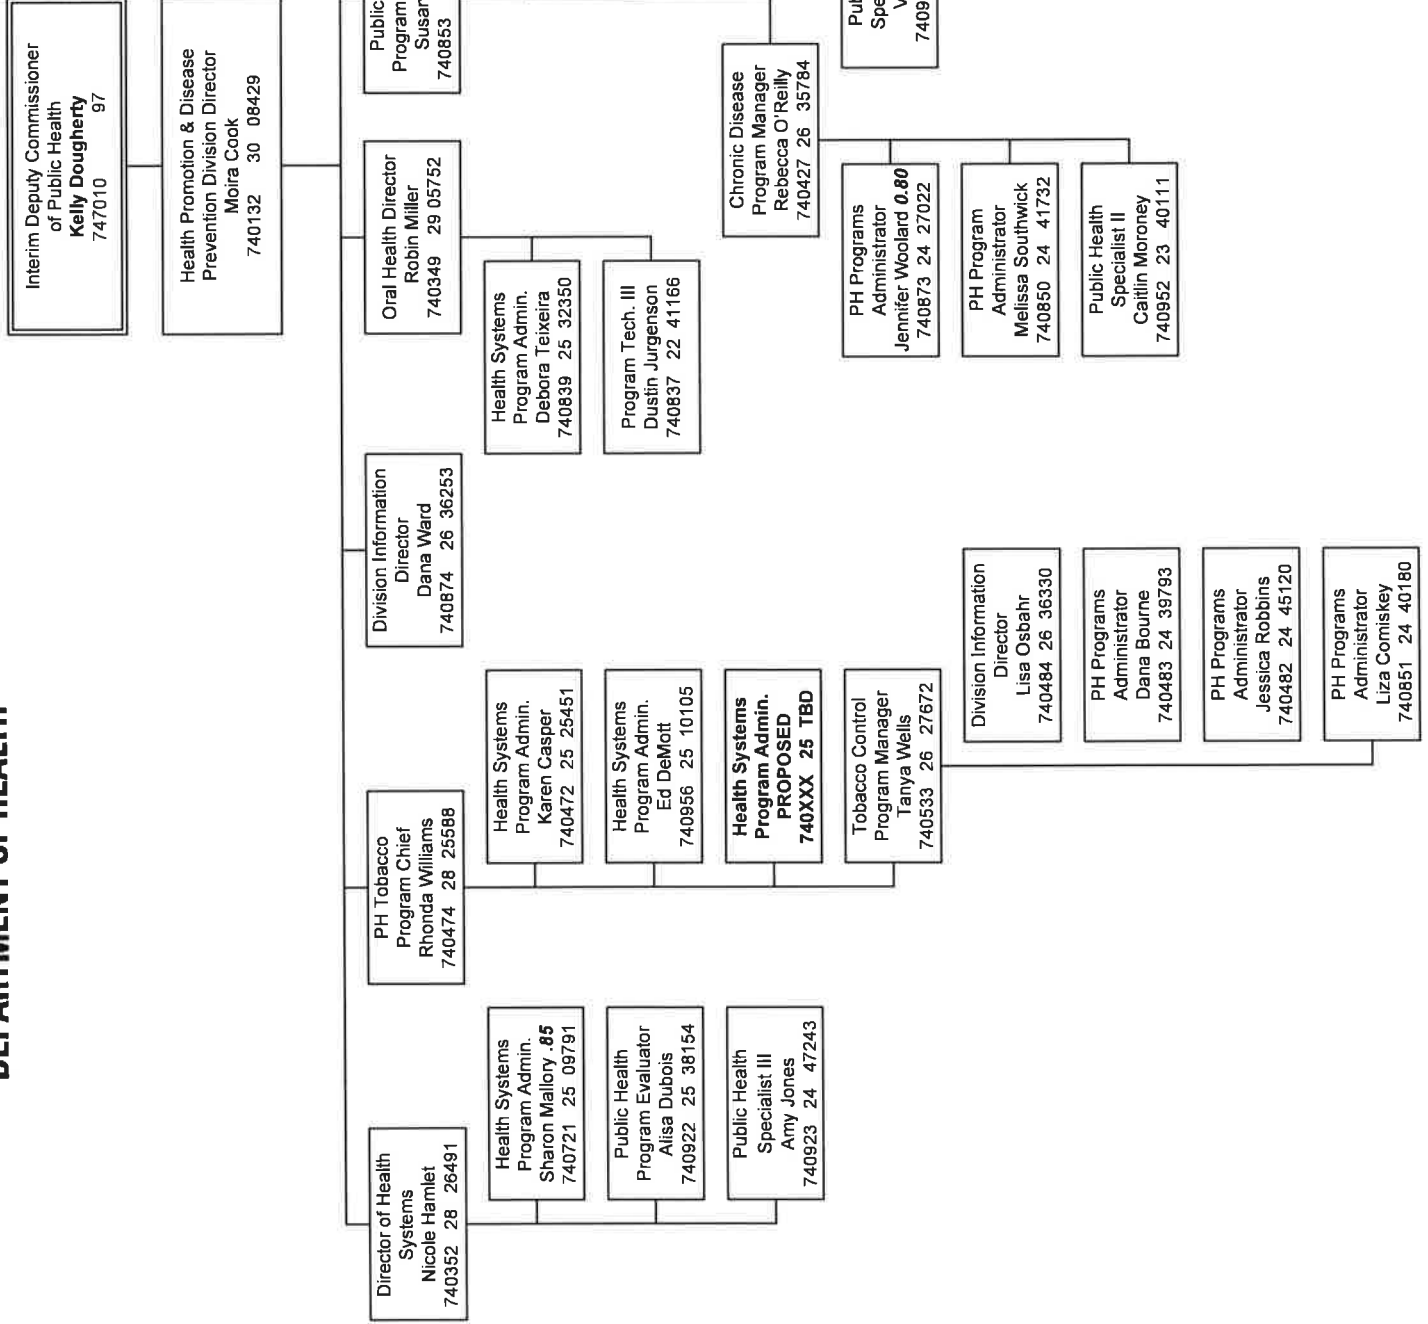 DEPARTMENT OF HEALTH
Interim Deputy Commissioner
of Public Health
Kelly Dougherty
747010 97
Health Promotion & Disease
Prevention Division Director
Moira Cook
740132 30 08429
Director of Health
Systems
Nicole Hamlet
740352 28 26491
Health Systems
Program Admin.
Sharon Mallory .85
740721 25 09791
Public Health
Program Evaluator
Alisa Dubois
740922 25 38154
Public Health
Specialist III
Amy Jones
740923 24 47243
PH Tobacco
Program Chief
Rhonda Williams
740474 28 25588
Health Systems
Program Admin.
Karen Casper
740472 25 25451
Health Systems
Program Admin.
Ed DeMott
740956 25 10105
Health Systems
Program Admin.
PROPOSED
740XXX 25 TBD
Tobacco Control
Program Manager
Tanya Wells
740533 26 27672
Division Information
Director
Lisa Osbahr
740484 26 36330
PH Programs
Administrator
Dana Bourne
740483 24 39793
PH Programs
Administrator
Jessica Robbins
740482 24 45120
PH Programs
Administrator
Liza Comiskey
740851 24 40180
Division Information
Director
Dana Ward
740874 26 36253
Oral Health Director
Robin Miller
740349 29 05752
Health Systems
Program Admin.
Debora Teixeira
740839 25 32350
Program Tech. III
Dustin Jurgenson
740837 22 41166
Public
Program
Susan
740853
Chronic Disease
Program Manager
Rebecca O'Reilly
740427 26 35784
PH Programs
Administrator
Jennifer Woolard 0.80
740873 24 27022
PH Program
Administrator
Melissa Southwick
740850 24 41732
Public Health
Specialist II
Caitlin Moroney
740952 23 40111
Pub
Spe
V
7409